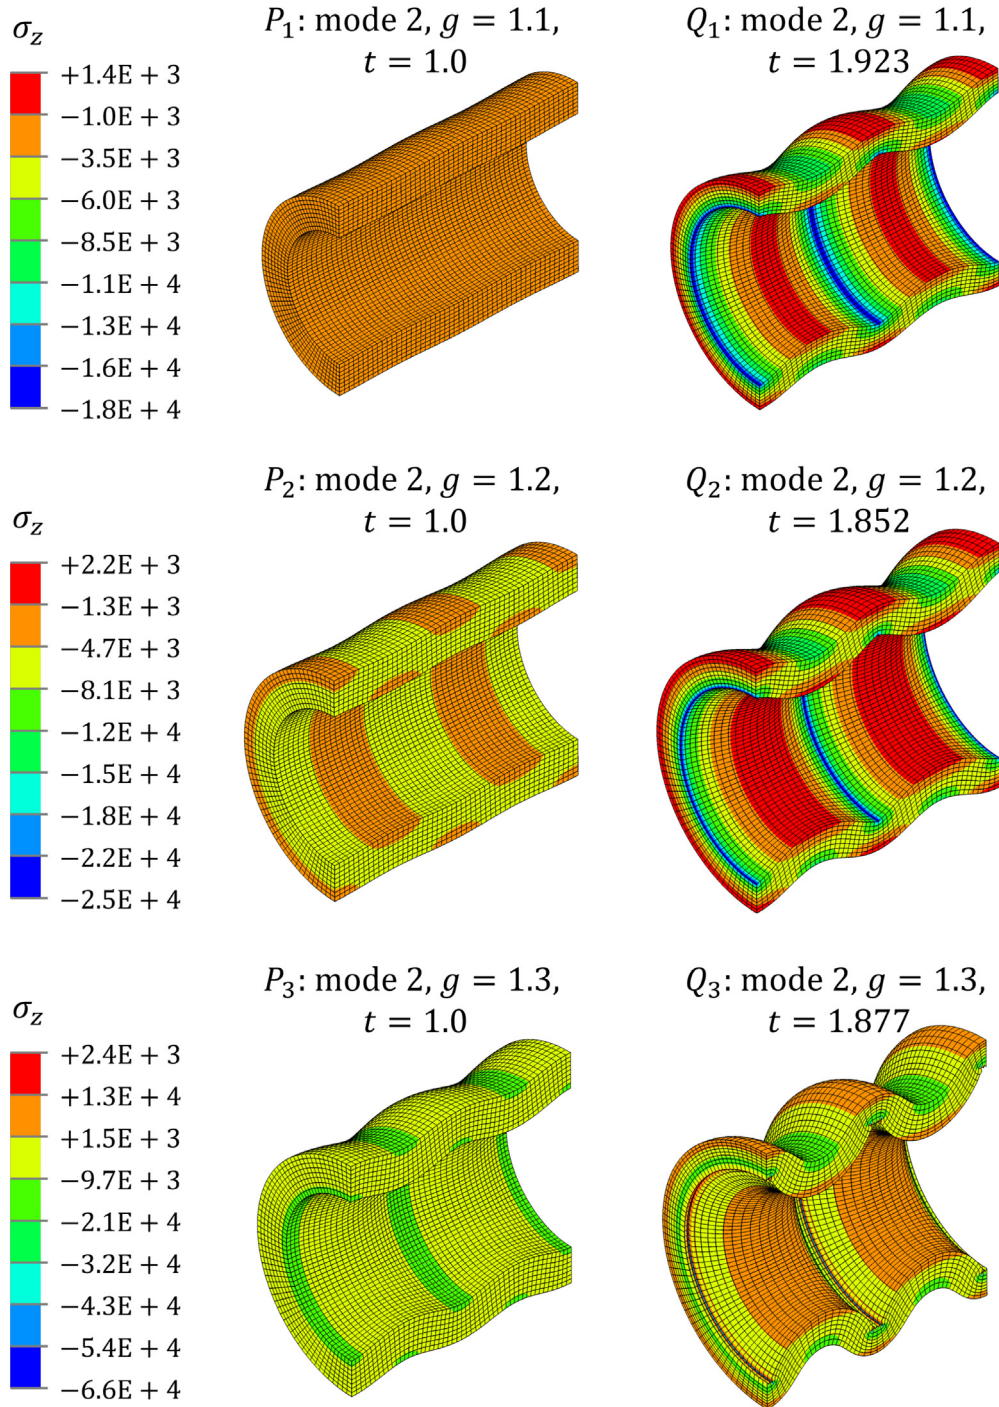 σ_z
+1.4E + 3
−1.0E + 3
−3.5E + 3
−6.0E + 3
−8.5E + 3
−1.1E + 4
−1.3E + 4
−1.6E + 4
−1.8E + 4
P₁: mode 2, g = 1.1,
t = 1.0
Q₁: mode 2, g = 1.1,
t = 1.923
σ_z
+2.2E + 3
−1.3E + 3
−4.7E + 3
−8.1E + 3
−1.2E + 4
−1.5E + 4
−1.8E + 4
−2.2E + 4
−2.5E + 4
P₂: mode 2, g = 1.2,
t = 1.0
Q₂: mode 2, g = 1.2,
t = 1.852
σ_z
+2.4E + 3
+1.3E + 4
+1.5E + 3
−9.7E + 3
−2.1E + 4
−3.2E + 4
−4.3E + 4
−5.4E + 4
−6.6E + 4
P₃: mode 2, g = 1.3,
t = 1.0
Q₃: mode 2, g = 1.3,
t = 1.877